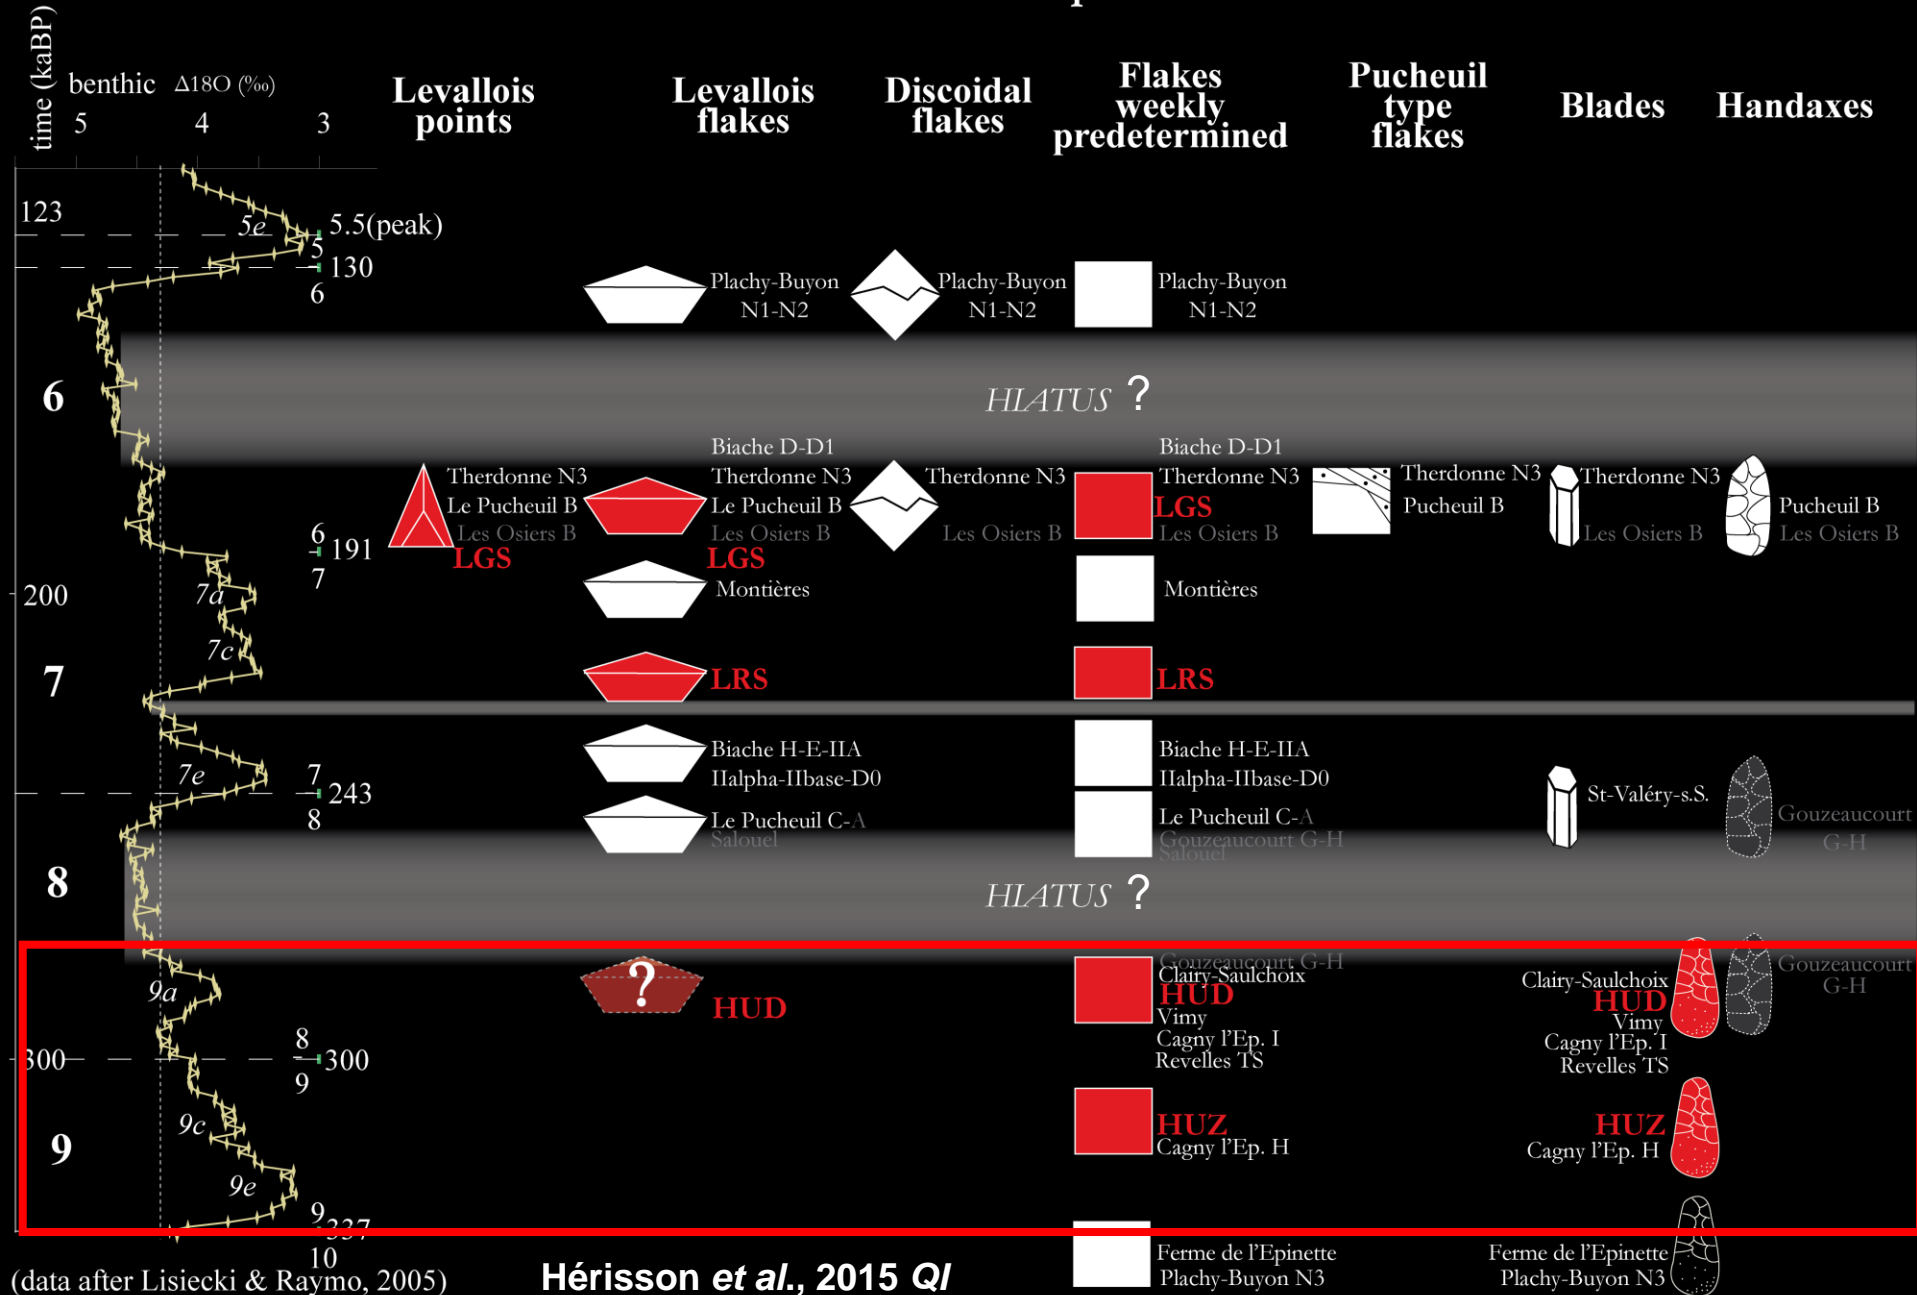 time (kaBP)
benthic Δ18O (‰)
5 4 3
Levallois
points
Levallois
flakes
Discoidal
flakes
Flakes
weekly
predetermined
Pucheuil
type
flakes
Blades
Handaxes
123
5e
5.5(peak)
5
130
6
Plachy-Buyon
N1-N2
Plachy-Buyon
N1-N2
Plachy-Buyon
N1-N2
6
HIATUS ?
Therdonne N3
Le Pucheuil B
Les Osiers B
LGS
Biache D-D1
Therdonne N3
Le Pucheuil B
Les Osiers B
LGS
Therdonne N3
Les Osiers B
Biache D-D1
Therdonne N3
LGS
Les Osiers B
Therdonne N3
Pucheuil B
Therdonne N3
Les Osiers B
Pucheuil B
Les Osiers B
6
191
7
7a
200
Montières
Montières
7c
7
LRS
LRS
7e
7
243
8
Biache H-E-IIA
IIalpha-IIbase-D0
Biache H-E-IIA
IIalpha-IIbase-D0
St-Valéry-s.S.
Le Pucheuil C-A
Salouel
Le Pucheuil C-A
Gouzeaucourt G-H
Salouel
Gouzeaucourt
G-H
8
HIATUS ?
9a
?
HUD
Gouzeaucourt G-H
Clairy-Saulchoix
HUD
Vimy
Cagny l'Ep. I
Revelles TS
Clairy-Saulchoix
HUD
Vimy
Cagny l'Ep. I
Revelles TS
Gouzeaucourt
G-H
300
8
300
9
9c
9
HUZ
Cagny l'Ep. H
HUZ
Cagny l'Ep. H
9e
9
337
10
Ferme de l'Epinette
Plachy-Buyon N3
Ferme de l'Epinette
Plachy-Buyon N3
(data after Lisiecki & Raymo, 2005)
Hérisson et al., 2015 QI